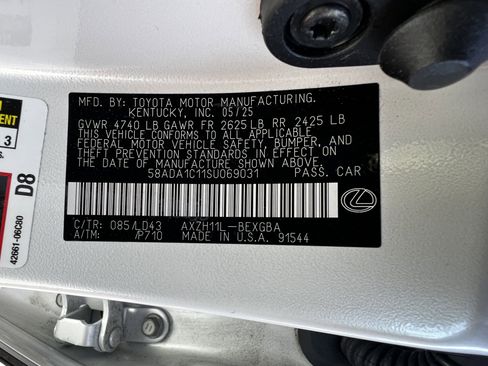 MFD. BY: TOYOTA MOTOR MANUFACTURING.
KENTUCKY, INC. 05/25
GVWR 4740 LB GAWR FR 2625 LB RR 2425 LB
THIS VEHICLE CONFORMS TO ALL APPLICABLE
FEDERAL MOTOR VEHICLE SAFETY, BUMPER,
AND THEFT PREVENTION STANDARDS IN EFFECT ON
THE DATE OF MANUFACTURE SHOWN ABOVE.
58ADA1C11SU069031 PASS. CAR
C/TR: 085/LD43 AXZH11L-BEXGBA
A/TM: /P710 MADE IN U.S.A. 91544
3
D8
42661-06C80